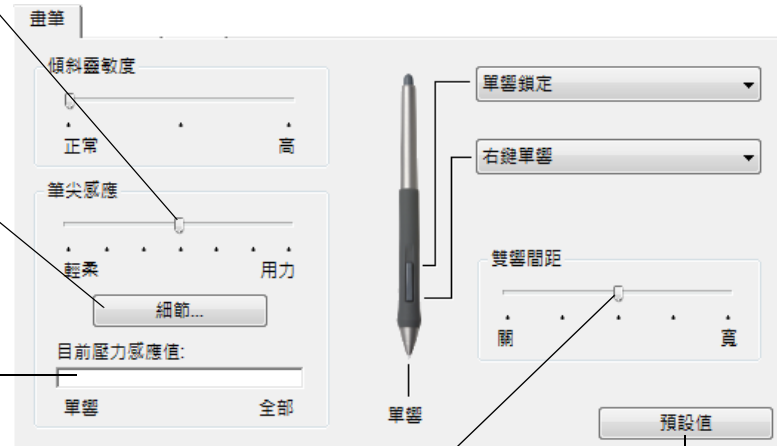 畫筆
傾斜靈敏度
正常 高
筆尖感應
輕柔 用力
細節...
目前壓力感應值:
單響 全部
單響鎖定
右鍵單響
單響
雙響間距
關 寬
預設值